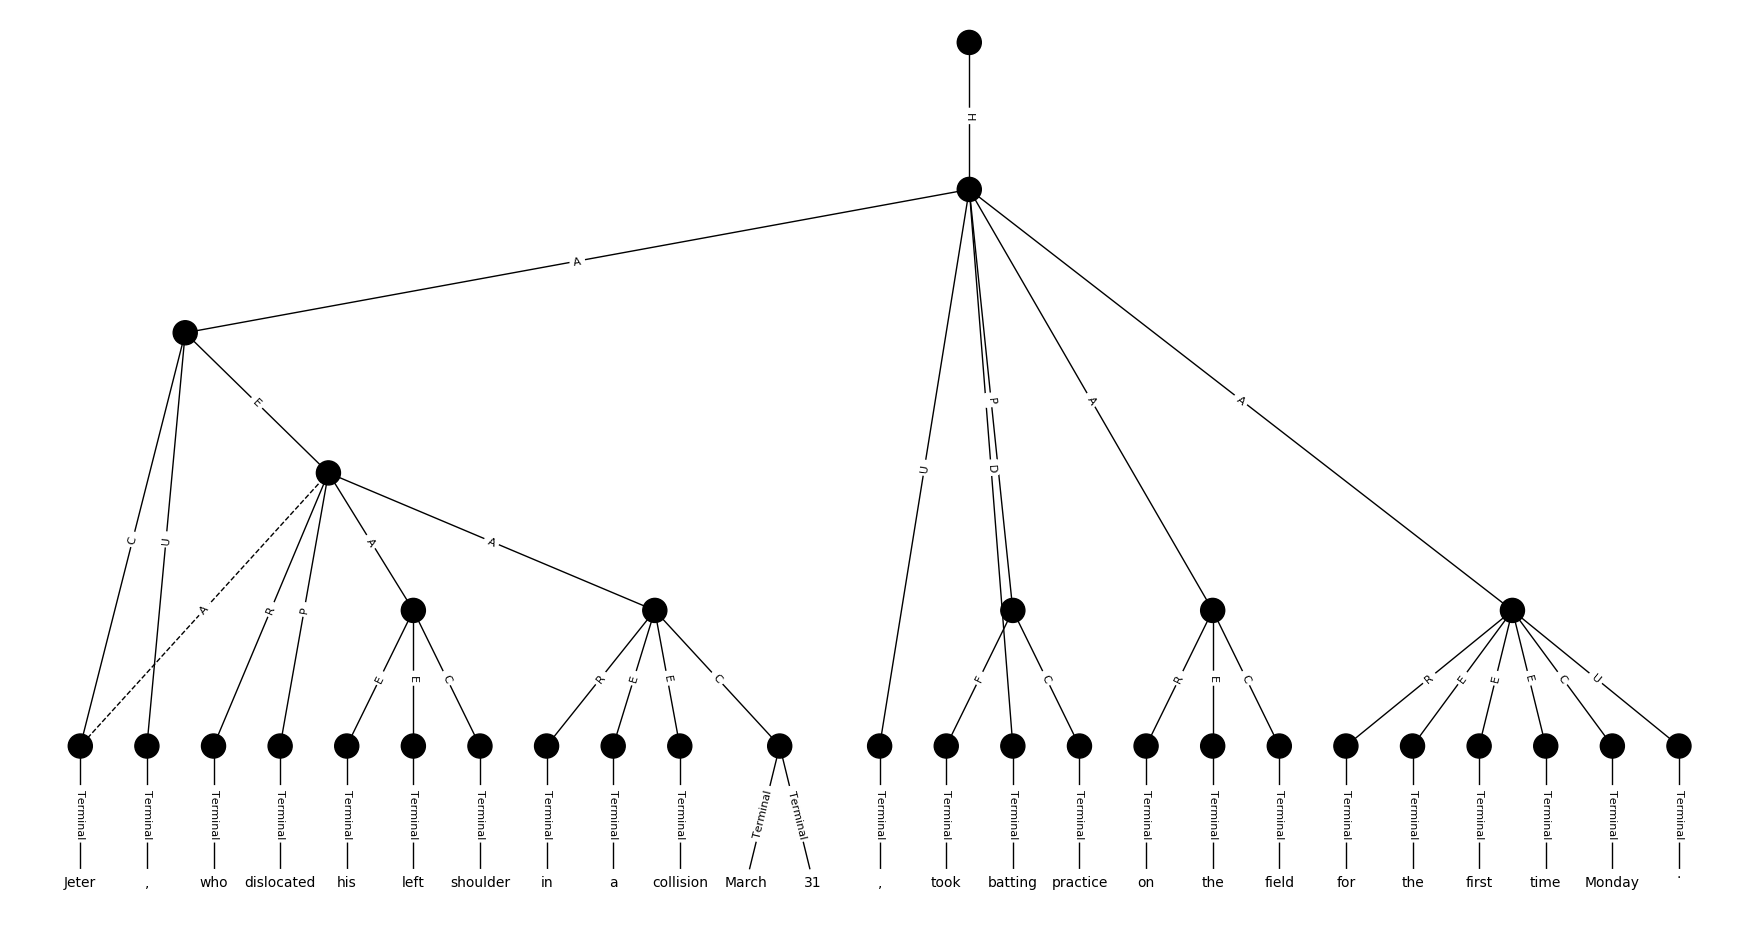 H
A
E
P
A
A
C
U
A
A
U
D
A
R
P
E
E
C
R
E
E
C
F
C
R
E
C
R
E
E
E
C
U
Terminal Terminal Terminal Terminal Terminal Terminal Terminal Terminal Terminal Terminal Terminal Terminal Terminal Terminal Terminal Terminal Terminal Terminal Terminal Terminal Terminal Terminal Terminal Terminal Terminal
Jeter , who dislocated his left shoulder in a collision March 31 , took batting practice on the field for the first time Monday .